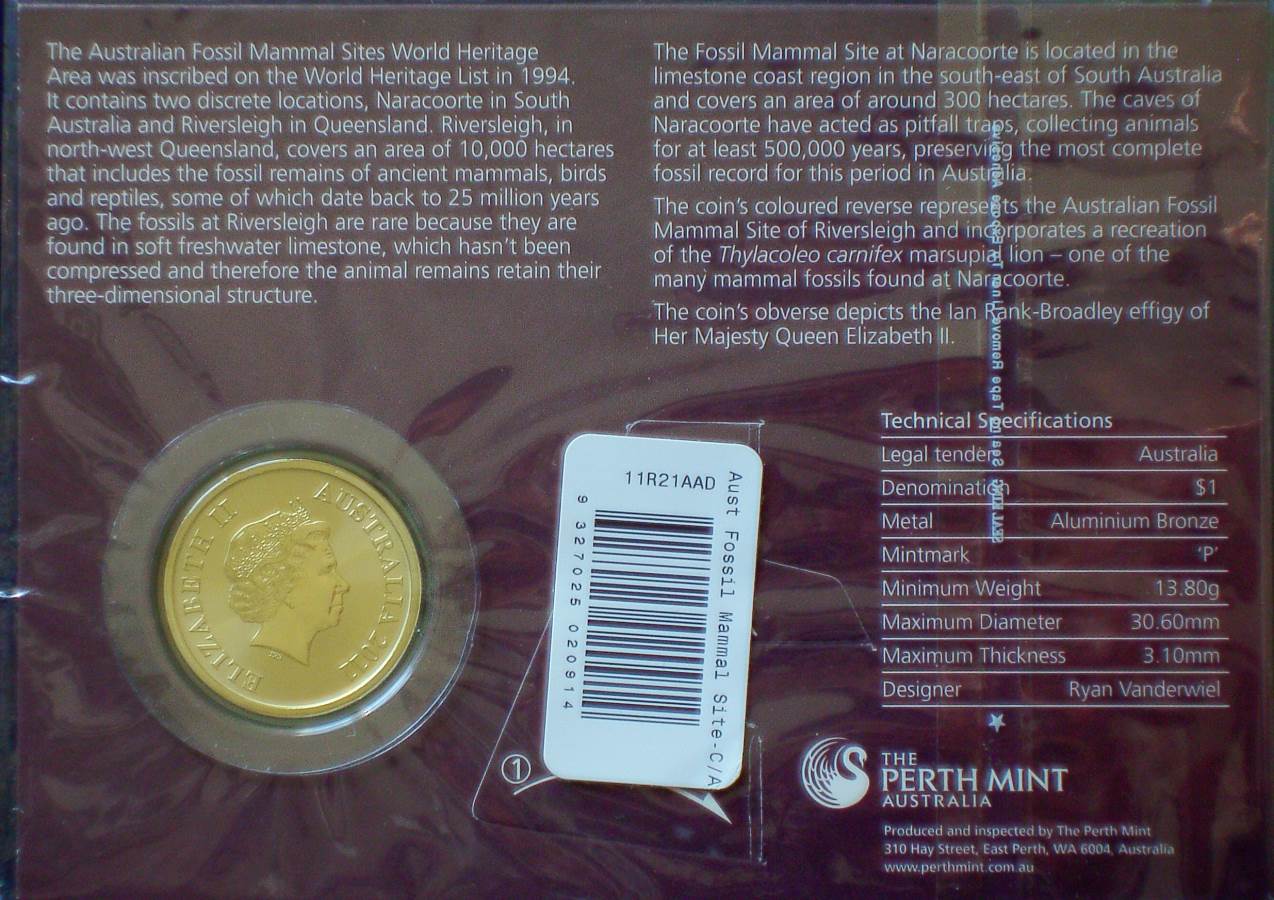 The Australian Fossil Mammal Sites World Heritage
Area was inscribed on the World Heritage List in 1994.
It contains two discrete locations, Naracoorte in South
Australia and Riversleigh in Queensland. Riversleigh, in
north-west Queensland, covers an area of 10,000 hectares
that includes the fossil remains of ancient mammals, birds
and reptiles, some of which date back to 25 million years
ago. The fossils at Riversleigh are rare because they are
found in soft freshwater limestone, which hasn't been
compressed and therefore the animal remains retain their
three-dimensional structure.
The Fossil Mammal Site at Naracoorte is located in the
limestone coast region in the south-east of South Australia
and covers an area of around 300 hectares. The caves of
Naracoorte have acted as pitfall traps, collecting animals
for at least 500,000 years, preserving the most complete
fossil record for this period in Australia.
The coin's coloured reverse represents the Australian Fossil
Mammal Site of Riversleigh and incorporates a recreation
of the Thylacoleo carnifex marsupial lion – one of the
many mammal fossils found at Naracoorte.
The coin's obverse depicts the Ian Rank-Broadley effigy of
Her Majesty Queen Elizabeth II.
ELIZABETH II AUSTRALIA
11R21AAD
9 327025 020914
Aust Fossil Mammal Site-C/A
1
Technical Specifications
Legal tender Australia
Denomination $1
Metal Aluminium Bronze
Mintmark 'P'
Minimum Weight 13.80g
Maximum Diameter 30.60mm
Maximum Thickness 3.10mm
Designer Ryan Vanderwiel
THE
PERTH MINT
AUSTRALIA
Produced and inspected by The Perth Mint
310 Hay Street, East Perth, WA 6004, Australia
www.perthmint.com.au